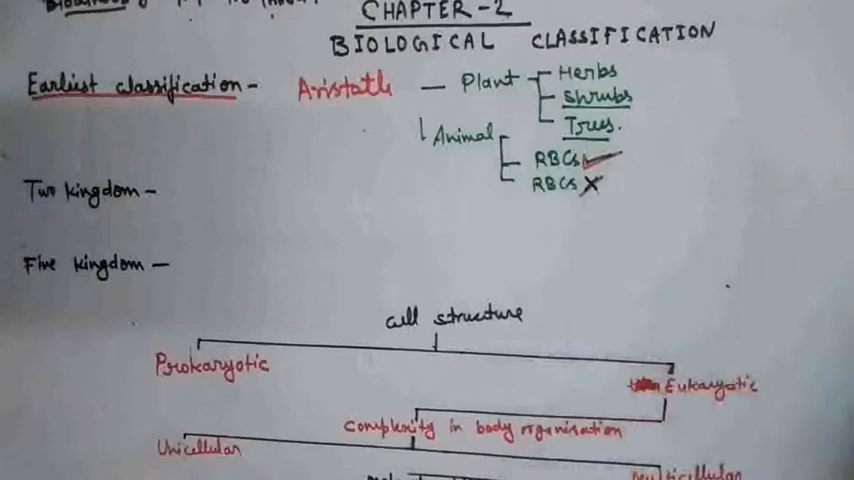 CHAPTER-2
BIOLOGICAL CLASSIFICATION
Earliest classification - Aristotle — Plant Herbs
Shrubs
Trees.
Animal
RBCs ✓
RBCs ✗
Two kingdom -
Five kingdom —
cell structure
Prokaryotic
Eukaryotic
Complexity in body organisation
Unicellular
Multicellular